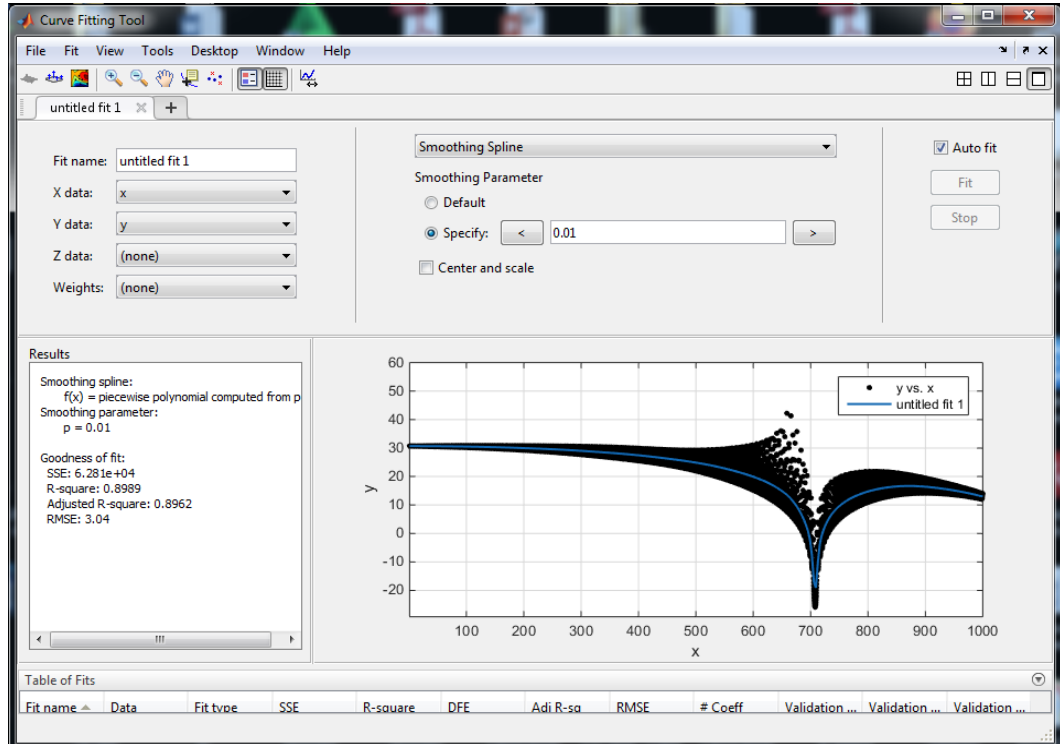 Curve Fitting Tool
File Fit View Tools Desktop Window Help
untitled fit 1
Fit name: untitled fit 1
X data: x
Y data: y
Z data: (none)
Weights: (none)
Smoothing Spline
Smoothing Parameter
Default
Specify: < 0.01 >
Center and scale
Auto fit
Fit
Stop
Results
Smoothing spline:
f(x) = piecewise polynomial computed from p
Smoothing parameter:
p = 0.01
Goodness of fit:
SSE: 6.281e+04
R-square: 0.8989
Adjusted R-square: 0.8962
RMSE: 3.04
60
50
40
30
20
10
0
-10
-20
y
y vs. x
untitled fit 1
100 200 300 400 500 600 700 800 900 1000
x
Table of Fits
Fit name Data Fit type SSE R-square DFE Adj R-sq RMSE # Coeff Validation ... Validation ... Validation ...